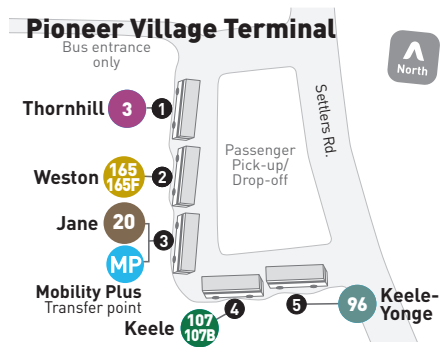 Pioneer Village Terminal
Bus entrance
only
North
Thornhill 3 1
Settlers Rd.
Passenger
Pick-up/
Drop-off
Weston 165 165F 2
Jane 20
3
MP
Mobility Plus
Transfer point
Keele 107 107B 4
5 96 Keele-
Yonge